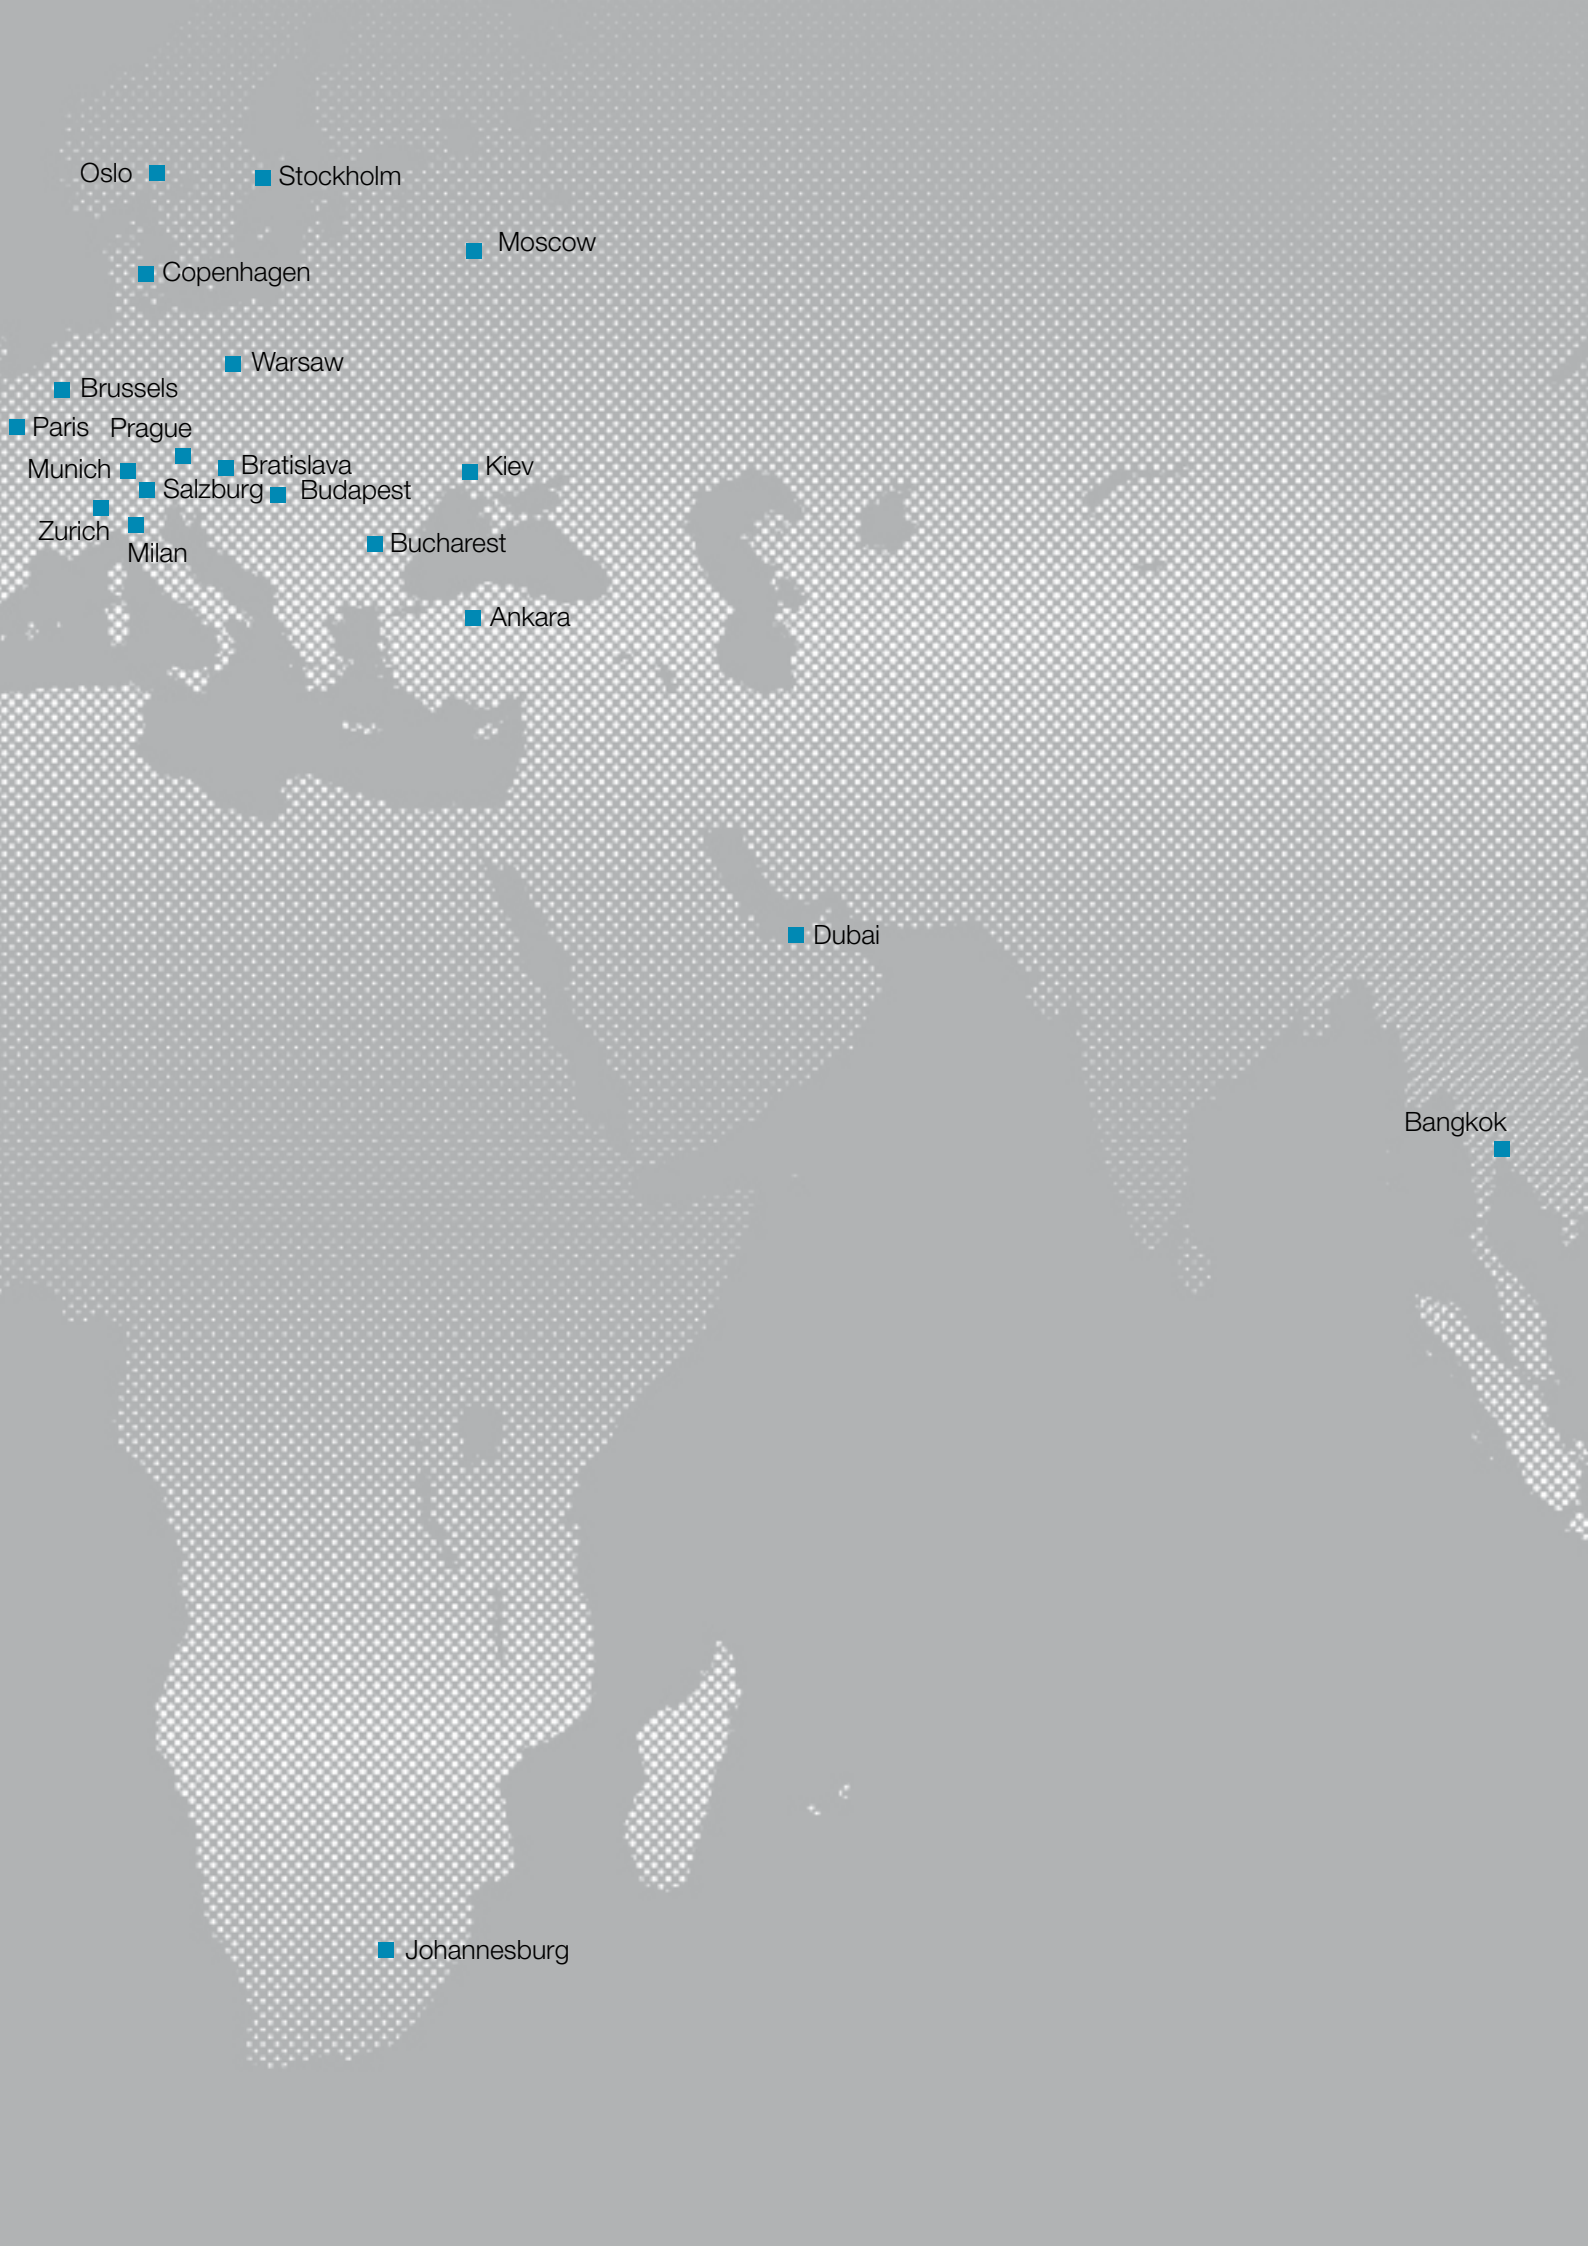 Oslo
Stockholm
Moscow
Copenhagen
Warsaw
Brussels
Paris
Prague
Munich
Bratislava
Kiev
Salzburg
Budapest
Zurich
Milan
Bucharest
Ankara
Dubai
Bangkok
Johannesburg